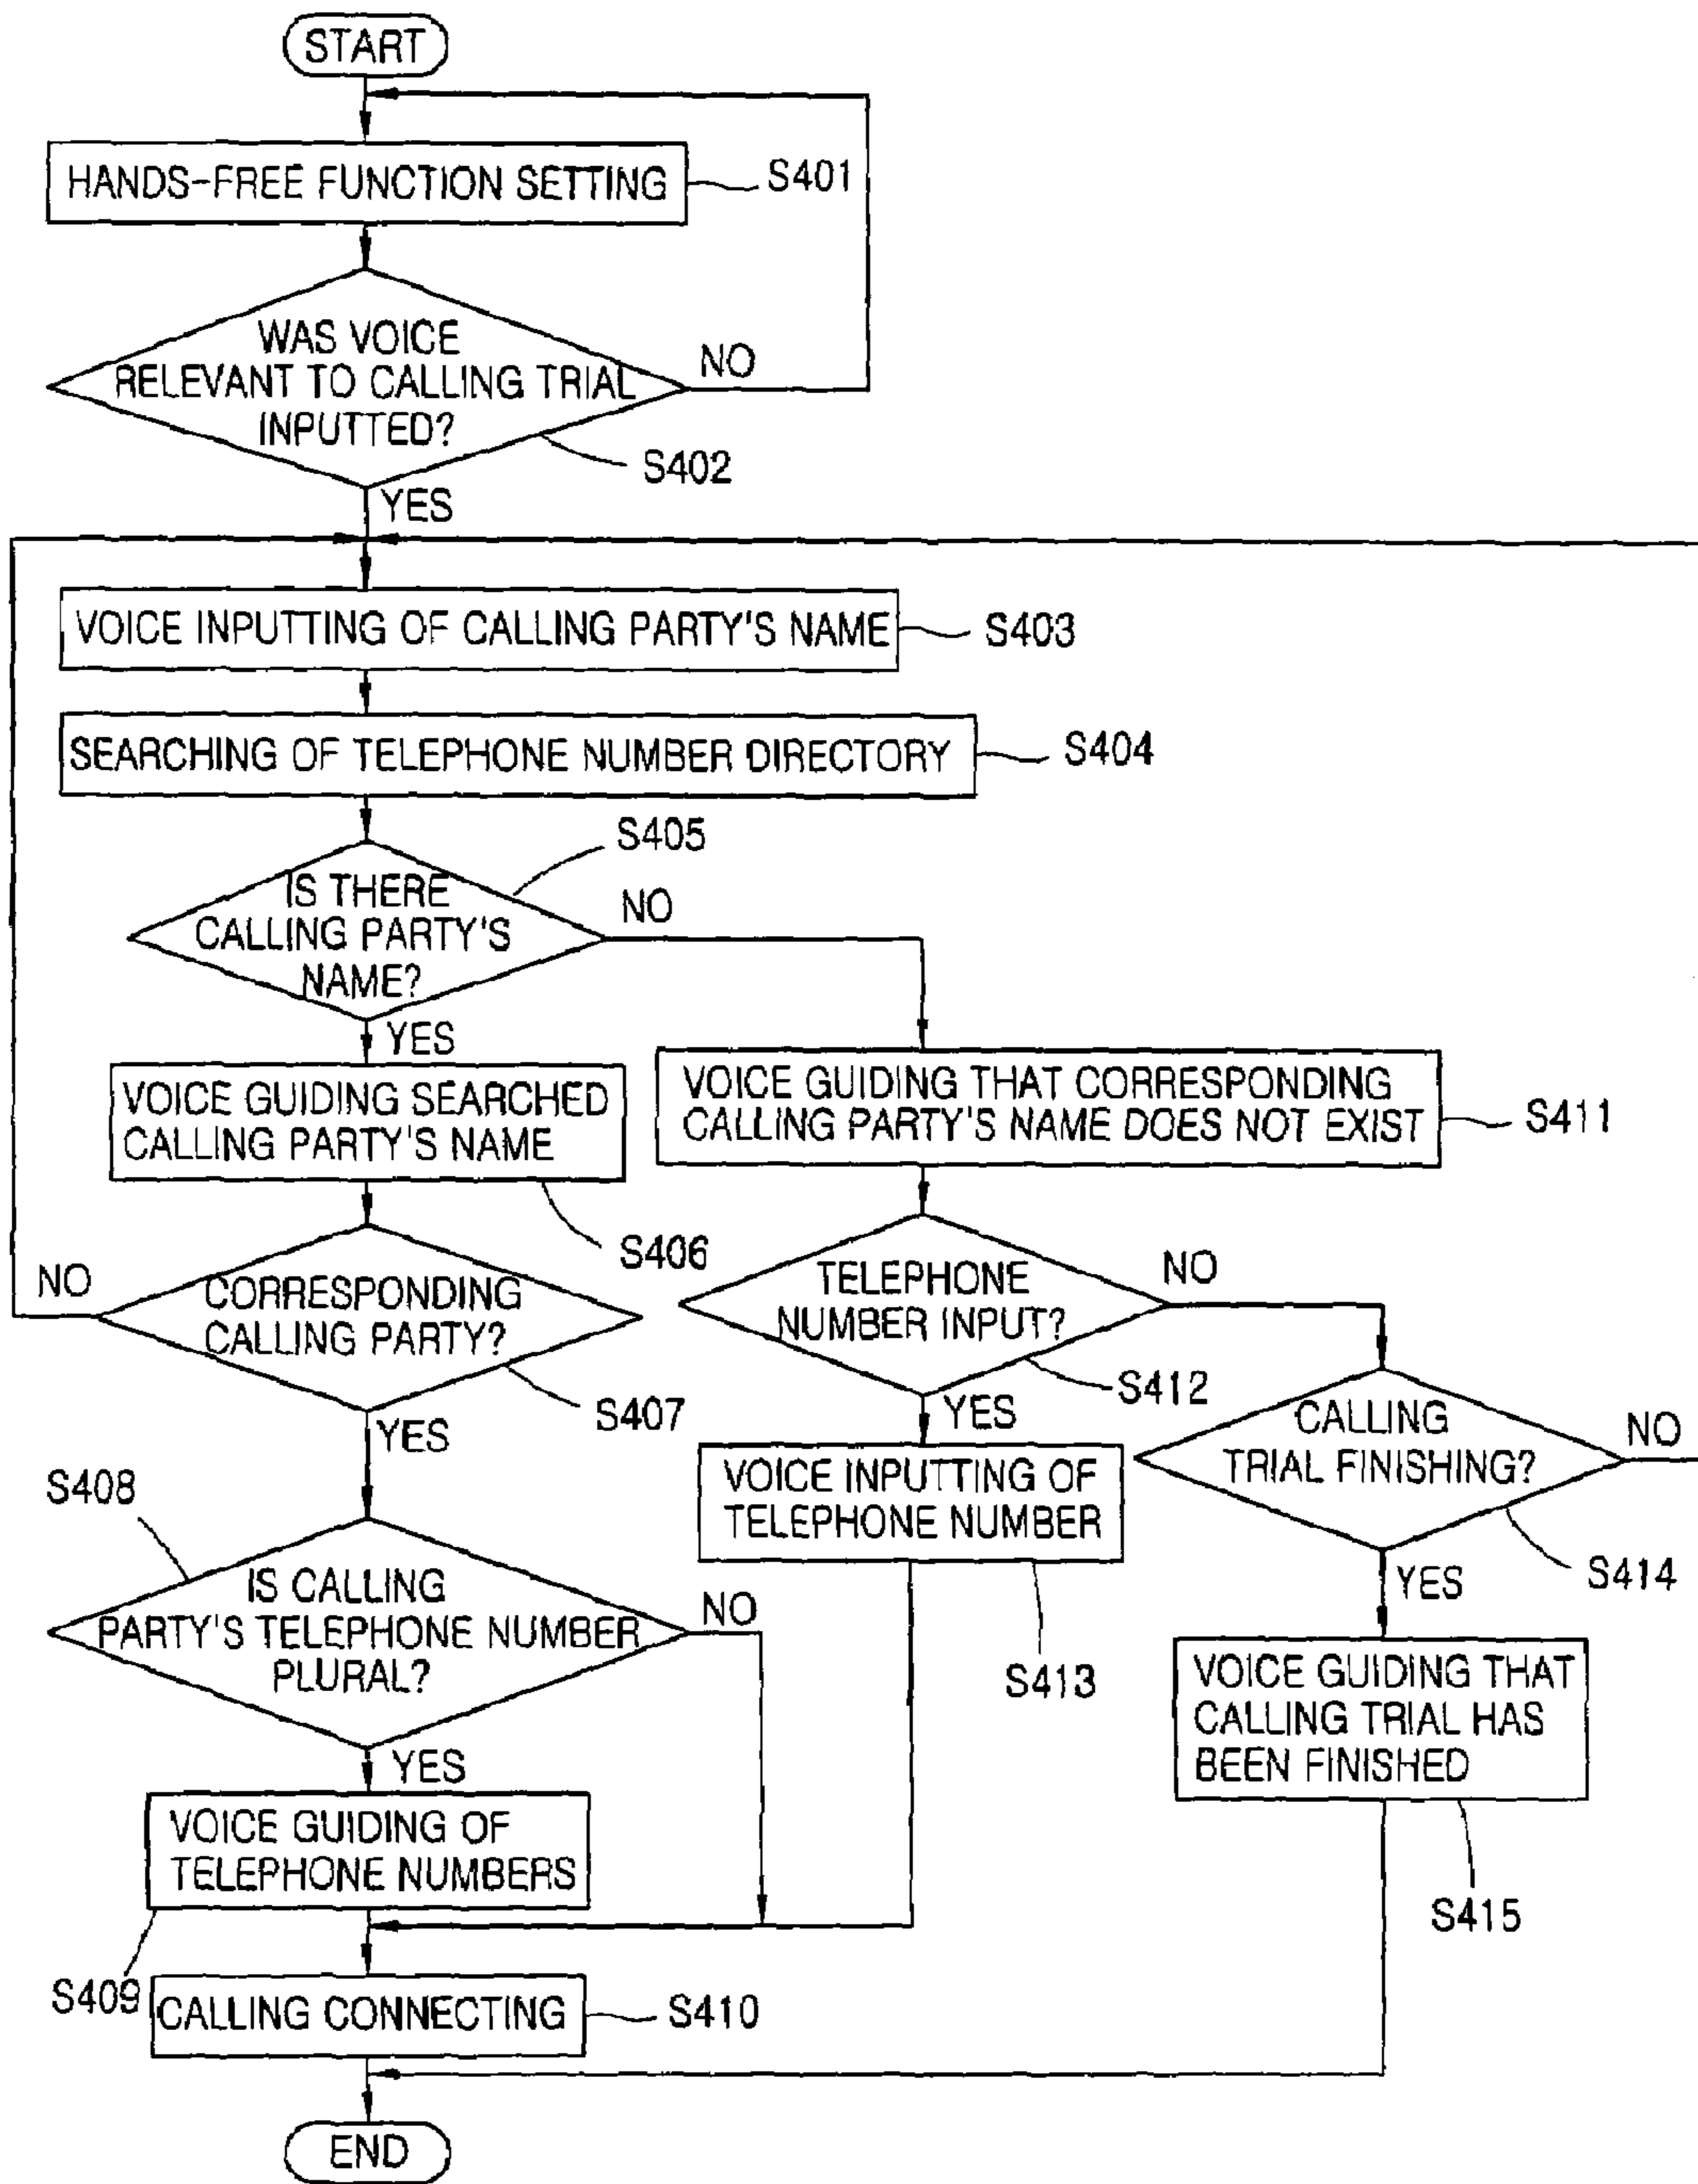 START
HANDS-FREE FUNCTION SETTING
S401
WAS VOICE
RELEVANT TO CALLING TRIAL
INPUTTED?
NO
S402
YES
VOICE INPUTTING OF CALLING PARTY'S NAME
S403
SEARCHING OF TELEPHONE NUMBER DIRECTORY
S404
S405
IS THERE
CALLING PARTY'S
NAME?
NO
YES
VOICE GUIDING SEARCHED
CALLING PARTY'S NAME
S406
VOICE GUIDING THAT CORRESPONDING
CALLING PARTY'S NAME DOES NOT EXIST
S411
NO
CORRESPONDING
CALLING PARTY?
S407
YES
TELEPHONE
NUMBER INPUT?
NO
S412
YES
CALLING
TRIAL FINISHING?
NO
S414
YES
VOICE INPUTTING OF
TELEPHONE NUMBER
S413
S408
IS CALLING
PARTY'S TELEPHONE NUMBER
PLURAL?
NO
YES
VOICE GUIDING THAT
CALLING TRIAL HAS
BEEN FINISHED
S415
VOICE GUIDING OF
TELEPHONE NUMBERS
S409
CALLING CONNECTING
S410
END